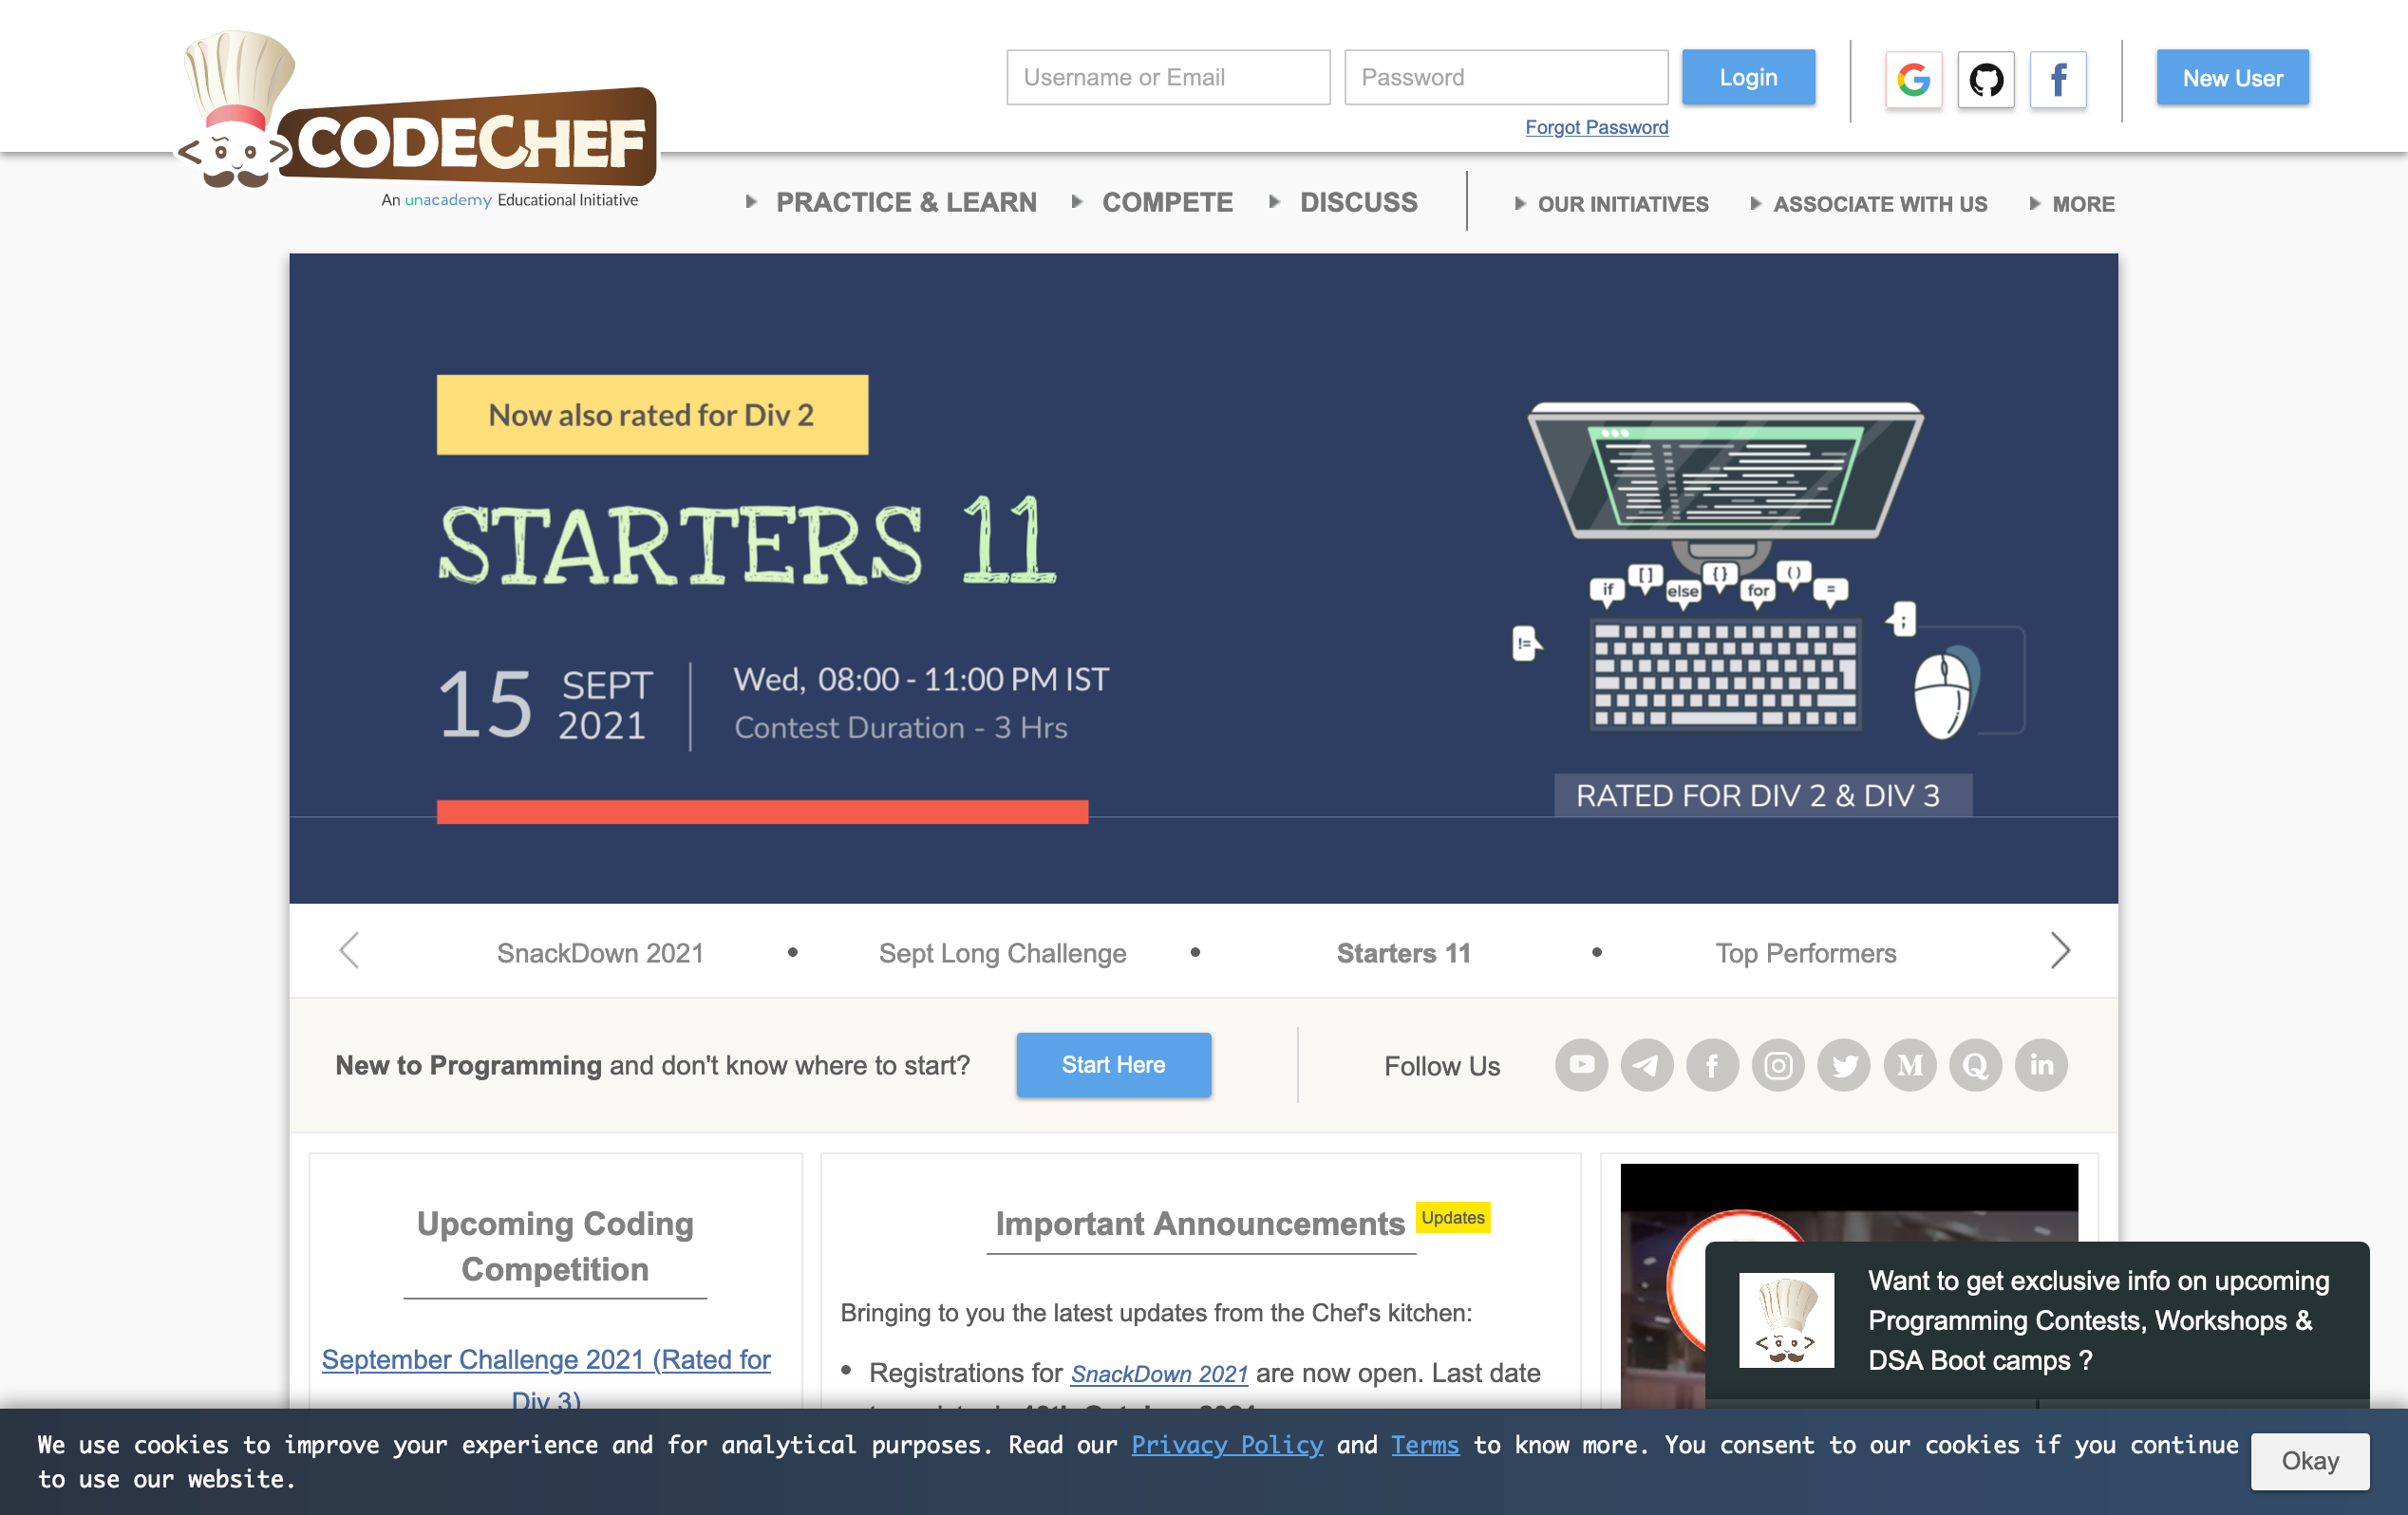 Username or Email
Password
Login
New User
Forgot Password
CODECHEF
An unacademy Educational Initiative
PRACTICE & LEARN
COMPETE
DISCUSS
OUR INITIATIVES
ASSOCIATE WITH US
MORE
Now also rated for Div 2
STARTERS 11
15 SEPT 2021
Wed, 08:00 - 11:00 PM IST
Contest Duration - 3 Hrs
if [] else {} for () =
!= ;
RATED FOR DIV 2 & DIV 3
SnackDown 2021 • Sept Long Challenge • Starters 11 • Top Performers
New to Programming and don't know where to start?
Start Here
Follow Us
Upcoming Coding
Competition
September Challenge 2021 (Rated for
Div 3)
Important Announcements Updates
Bringing to you the latest updates from the Chef's kitchen:
• Registrations for SnackDown 2021 are now open. Last date
Want to get exclusive info on upcoming
Programming Contests, Workshops &
DSA Boot camps ?
We use cookies to improve your experience and for analytical purposes. Read our Privacy Policy and Terms to know more. You consent to our cookies if you continue
to use our website.
Okay